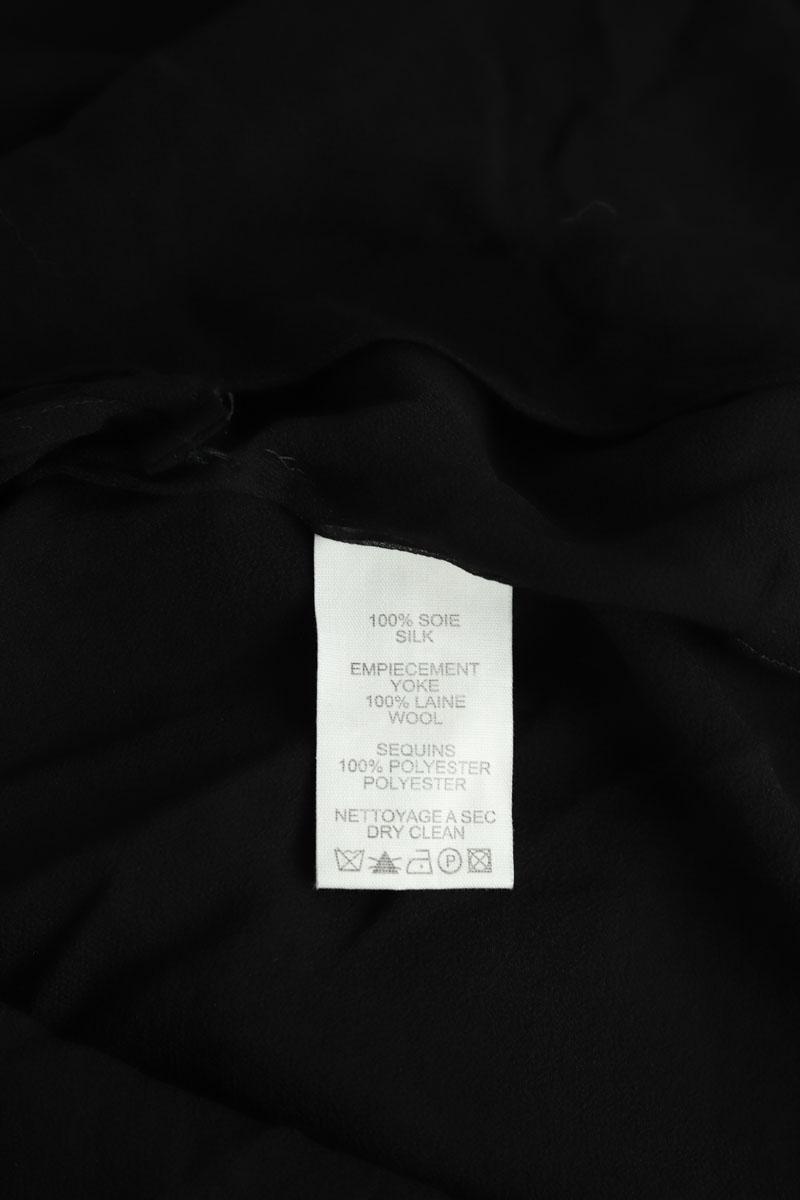 100% SOIE
SILK
EMPIECEMENT
YOKE
100% LAINE
WOOL
SEQUINS
100% POLYESTER
POLYESTER
NETTOYAGE A SEC
DRY CLEAN
P